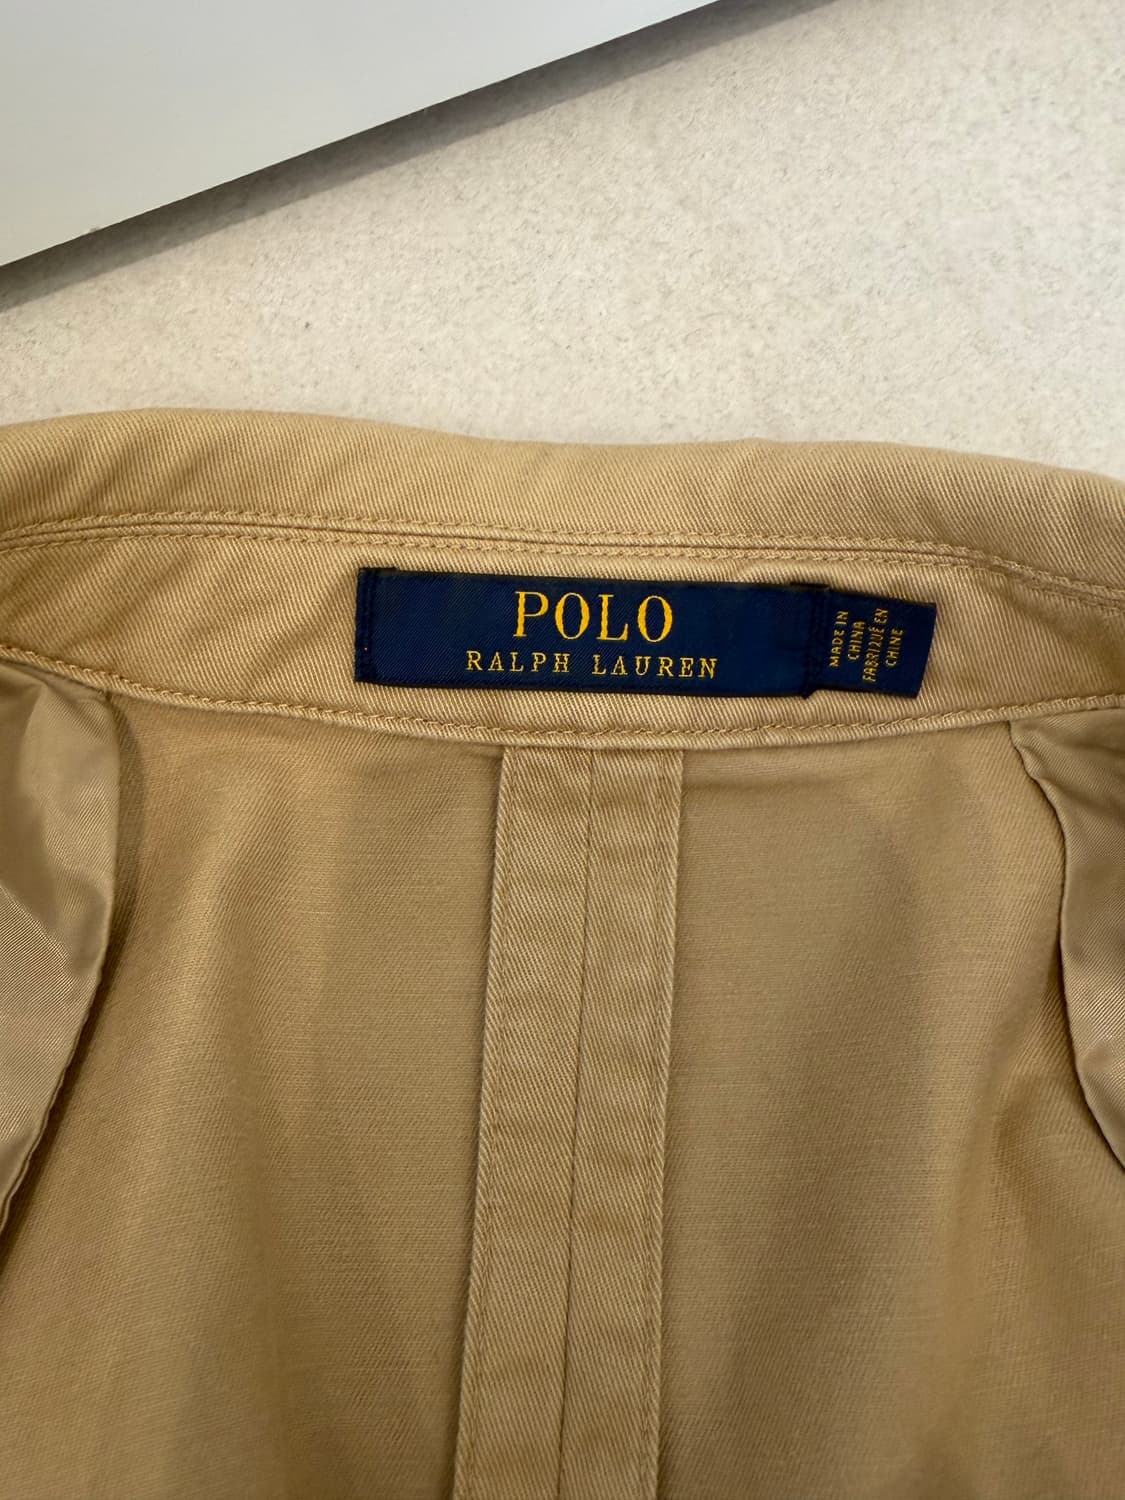 POLO
RALPH LAUREN
MADE IN
CHINA
FABRIQUÉ EN
CHINE